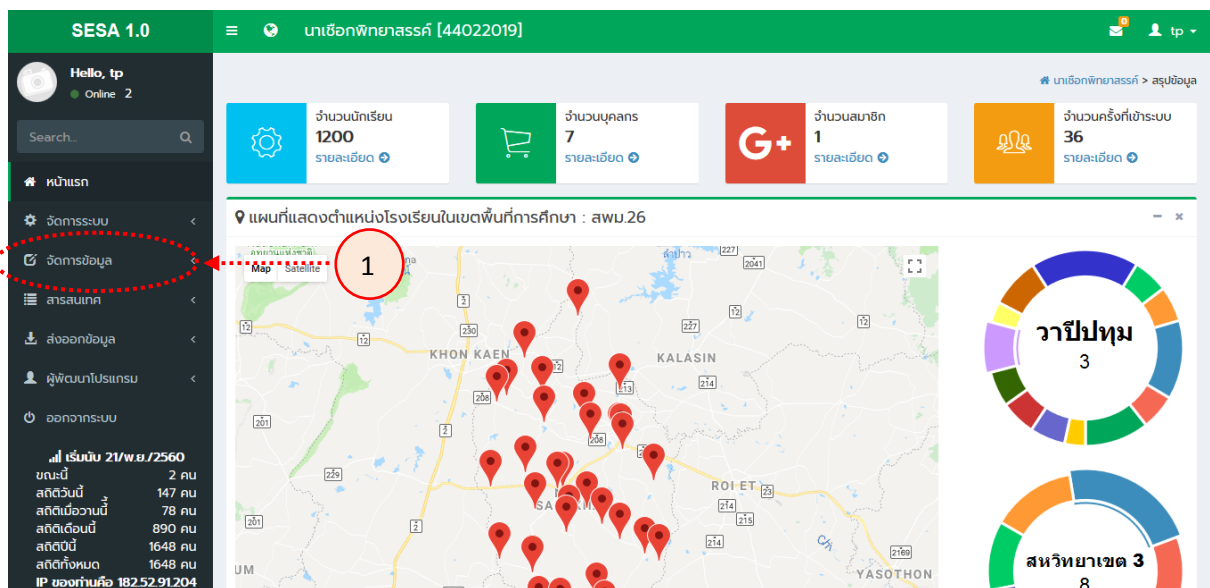 SESA 1.0
นาเชือกพิทยาสรรค์ [44022019]
0
tp
Hello, tp
Online 2
Search...
หน้าแรก
จัดการระบบ
จัดการข้อมูล
สารสนเทศ
ส่งออกข้อมูล
ผู้พัฒนาโปรแกรม
ออกจากระบบ
เริ่มนับ 21/พ.ย./2560
ขณะนี้ 2 คน
สถิติวันนี้ 147 คน
สถิติเมื่อวานนี้ 78 คน
สถิติเดือนนี้ 890 คน
สถิติปีนี้ 1648 คน
สถิติทั้งหมด 1648 คน
IP ของท่านคือ 182.52.91.204
นาเชือกพิทยาสรรค์ > สรุปข้อมูล
จำนวนนักเรียน
1200
รายละเอียด
จำนวนบุคลากร
7
รายละเอียด
G+
จำนวนสมาชิก
1
รายละเอียด
จำนวนครั้งที่เข้าระบบ
36
รายละเอียด
แผนที่แสดงตำแหน่งโรงเรียนในเขตพื้นที่การศึกษา : สพม.26
Map Satellite
1
ลำปาว
227
2041
2
12
12
230
227
12
12
KHON KAEN
KALASIN
12
213
214
208
201
2
208
229
ROI ET
23
214
215
201
2
214
2169
YASOTHON
UM
วาปีปทุม
3
สหวิทยาเขต 3
8